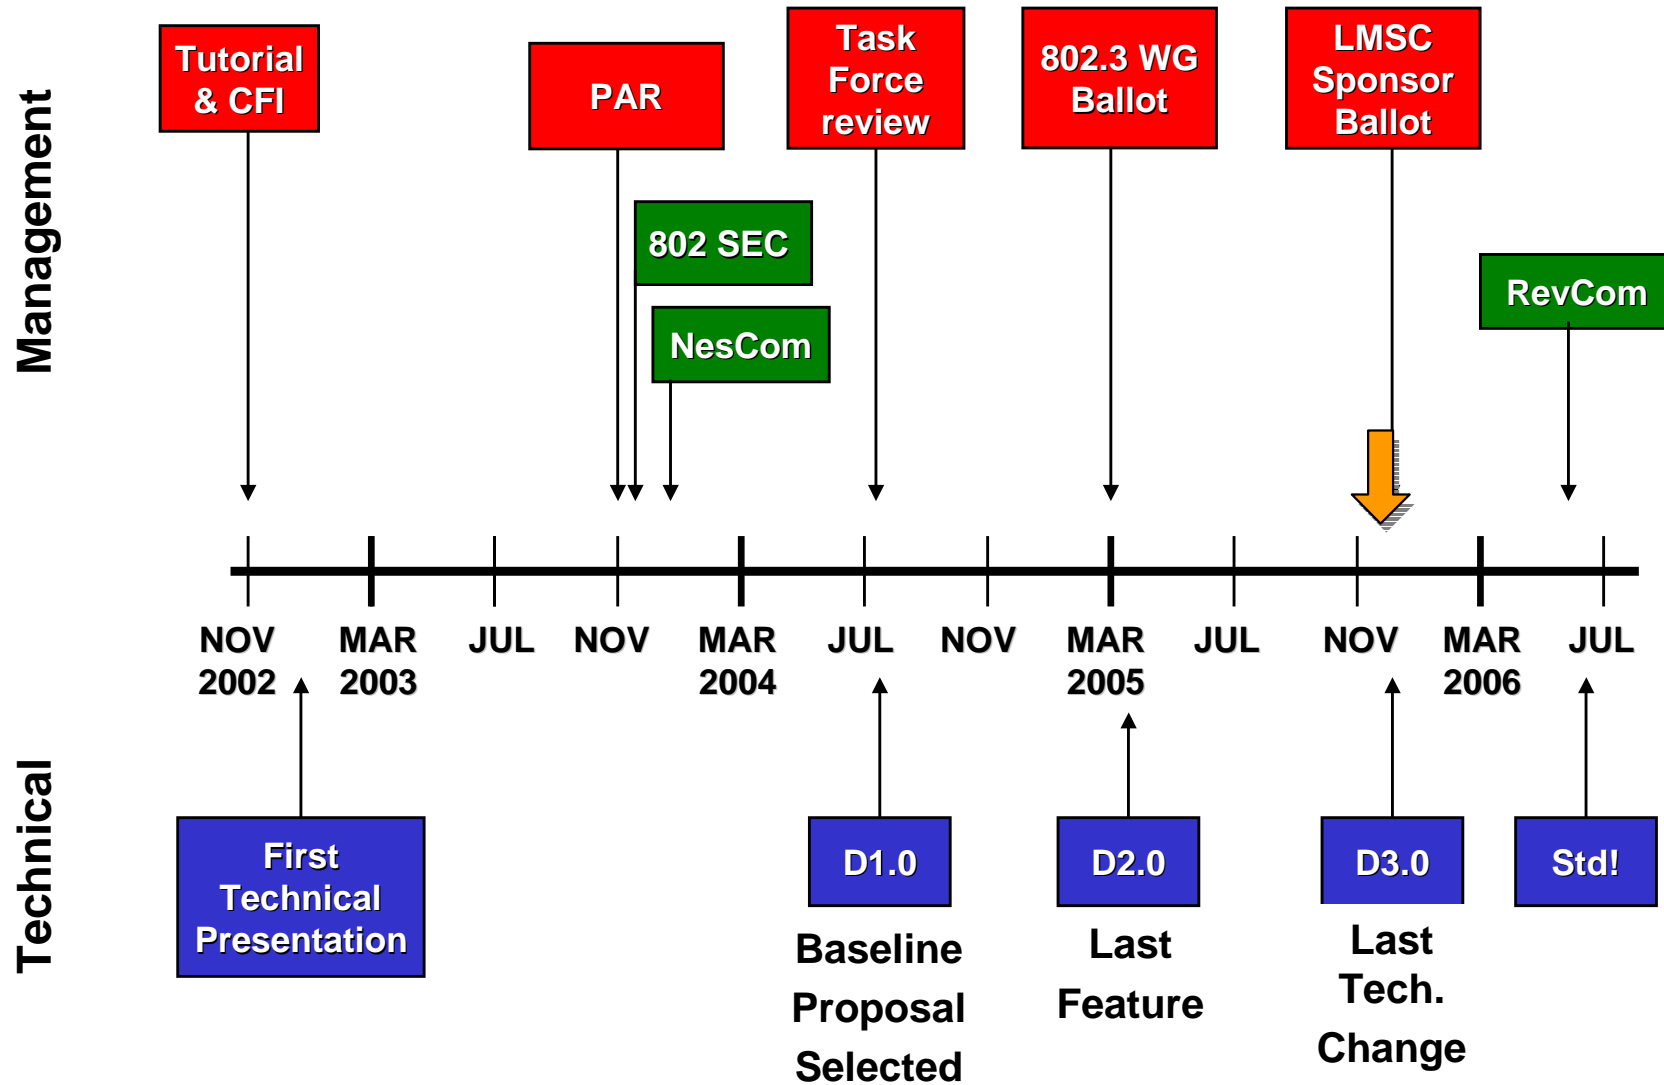 Management
Tutorial
& CFI
PAR
Task
Force
review
802.3 WG
Ballot
LMSC
Sponsor
Ballot
802 SEC
NesCom
RevCom
NOV
2002
MAR
2003
JUL
NOV
MAR
2004
JUL
NOV
MAR
2005
JUL
NOV
MAR
2006
JUL
Technical
First
Technical
Presentation
D1.0
Baseline
Proposal
Selected
D2.0
Last
Feature
D3.0
Last
Tech.
Change
Std!